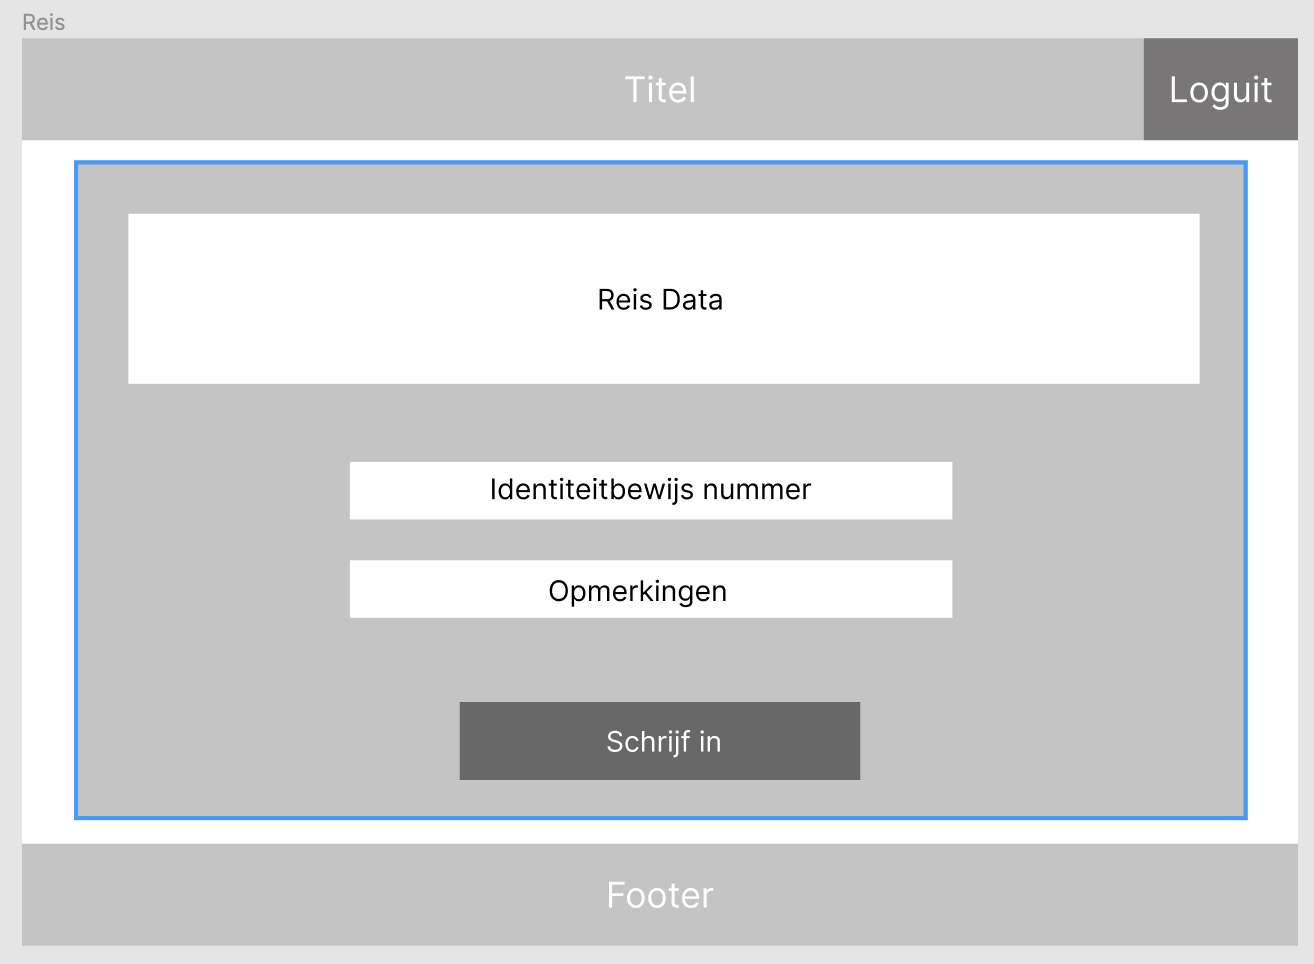 Reis
Titel
Loguit
Reis Data
Identiteitbewijs nummer
Opmerkingen
Schrijf in
Footer